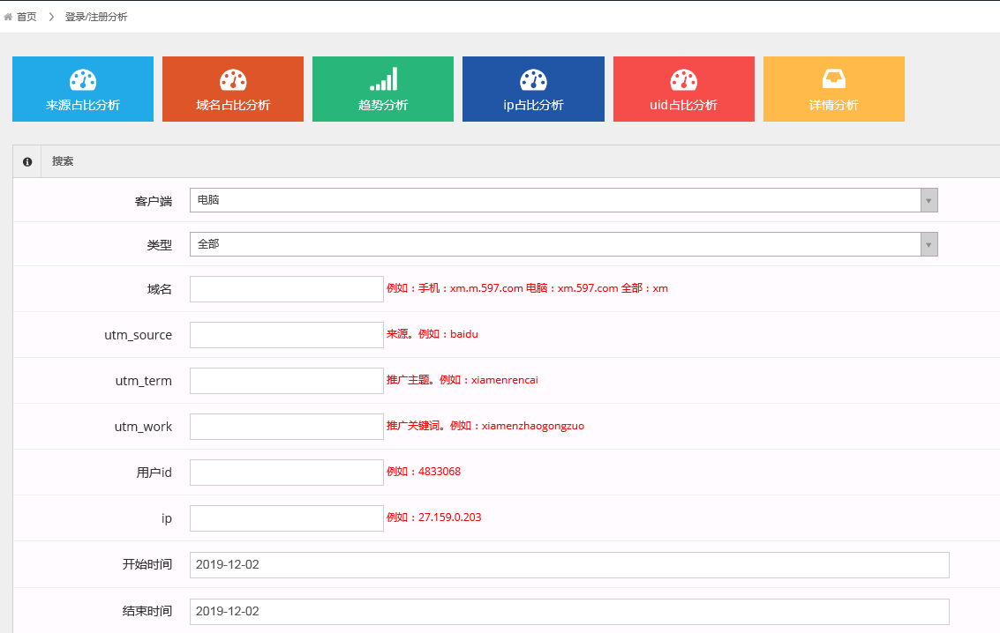 首页 登录/注册分析
来源占比分析 域名占比分析 趋势分析 ip占比分析 uid占比分析 详情分析
搜索
客户端 电脑
类型 全部
域名 例如：手机：xm.m.597.com 电脑：xm.597.com 全部：xm
utm_source 来源。例如：baidu
utm_term 推广主题。例如：xiamenrencai
utm_work 推广关键词。例如：xiamenzhaogongzuo
用户id 例如：4833068
ip 例如：27.159.0.203
开始时间 2019-12-02
结束时间 2019-12-02